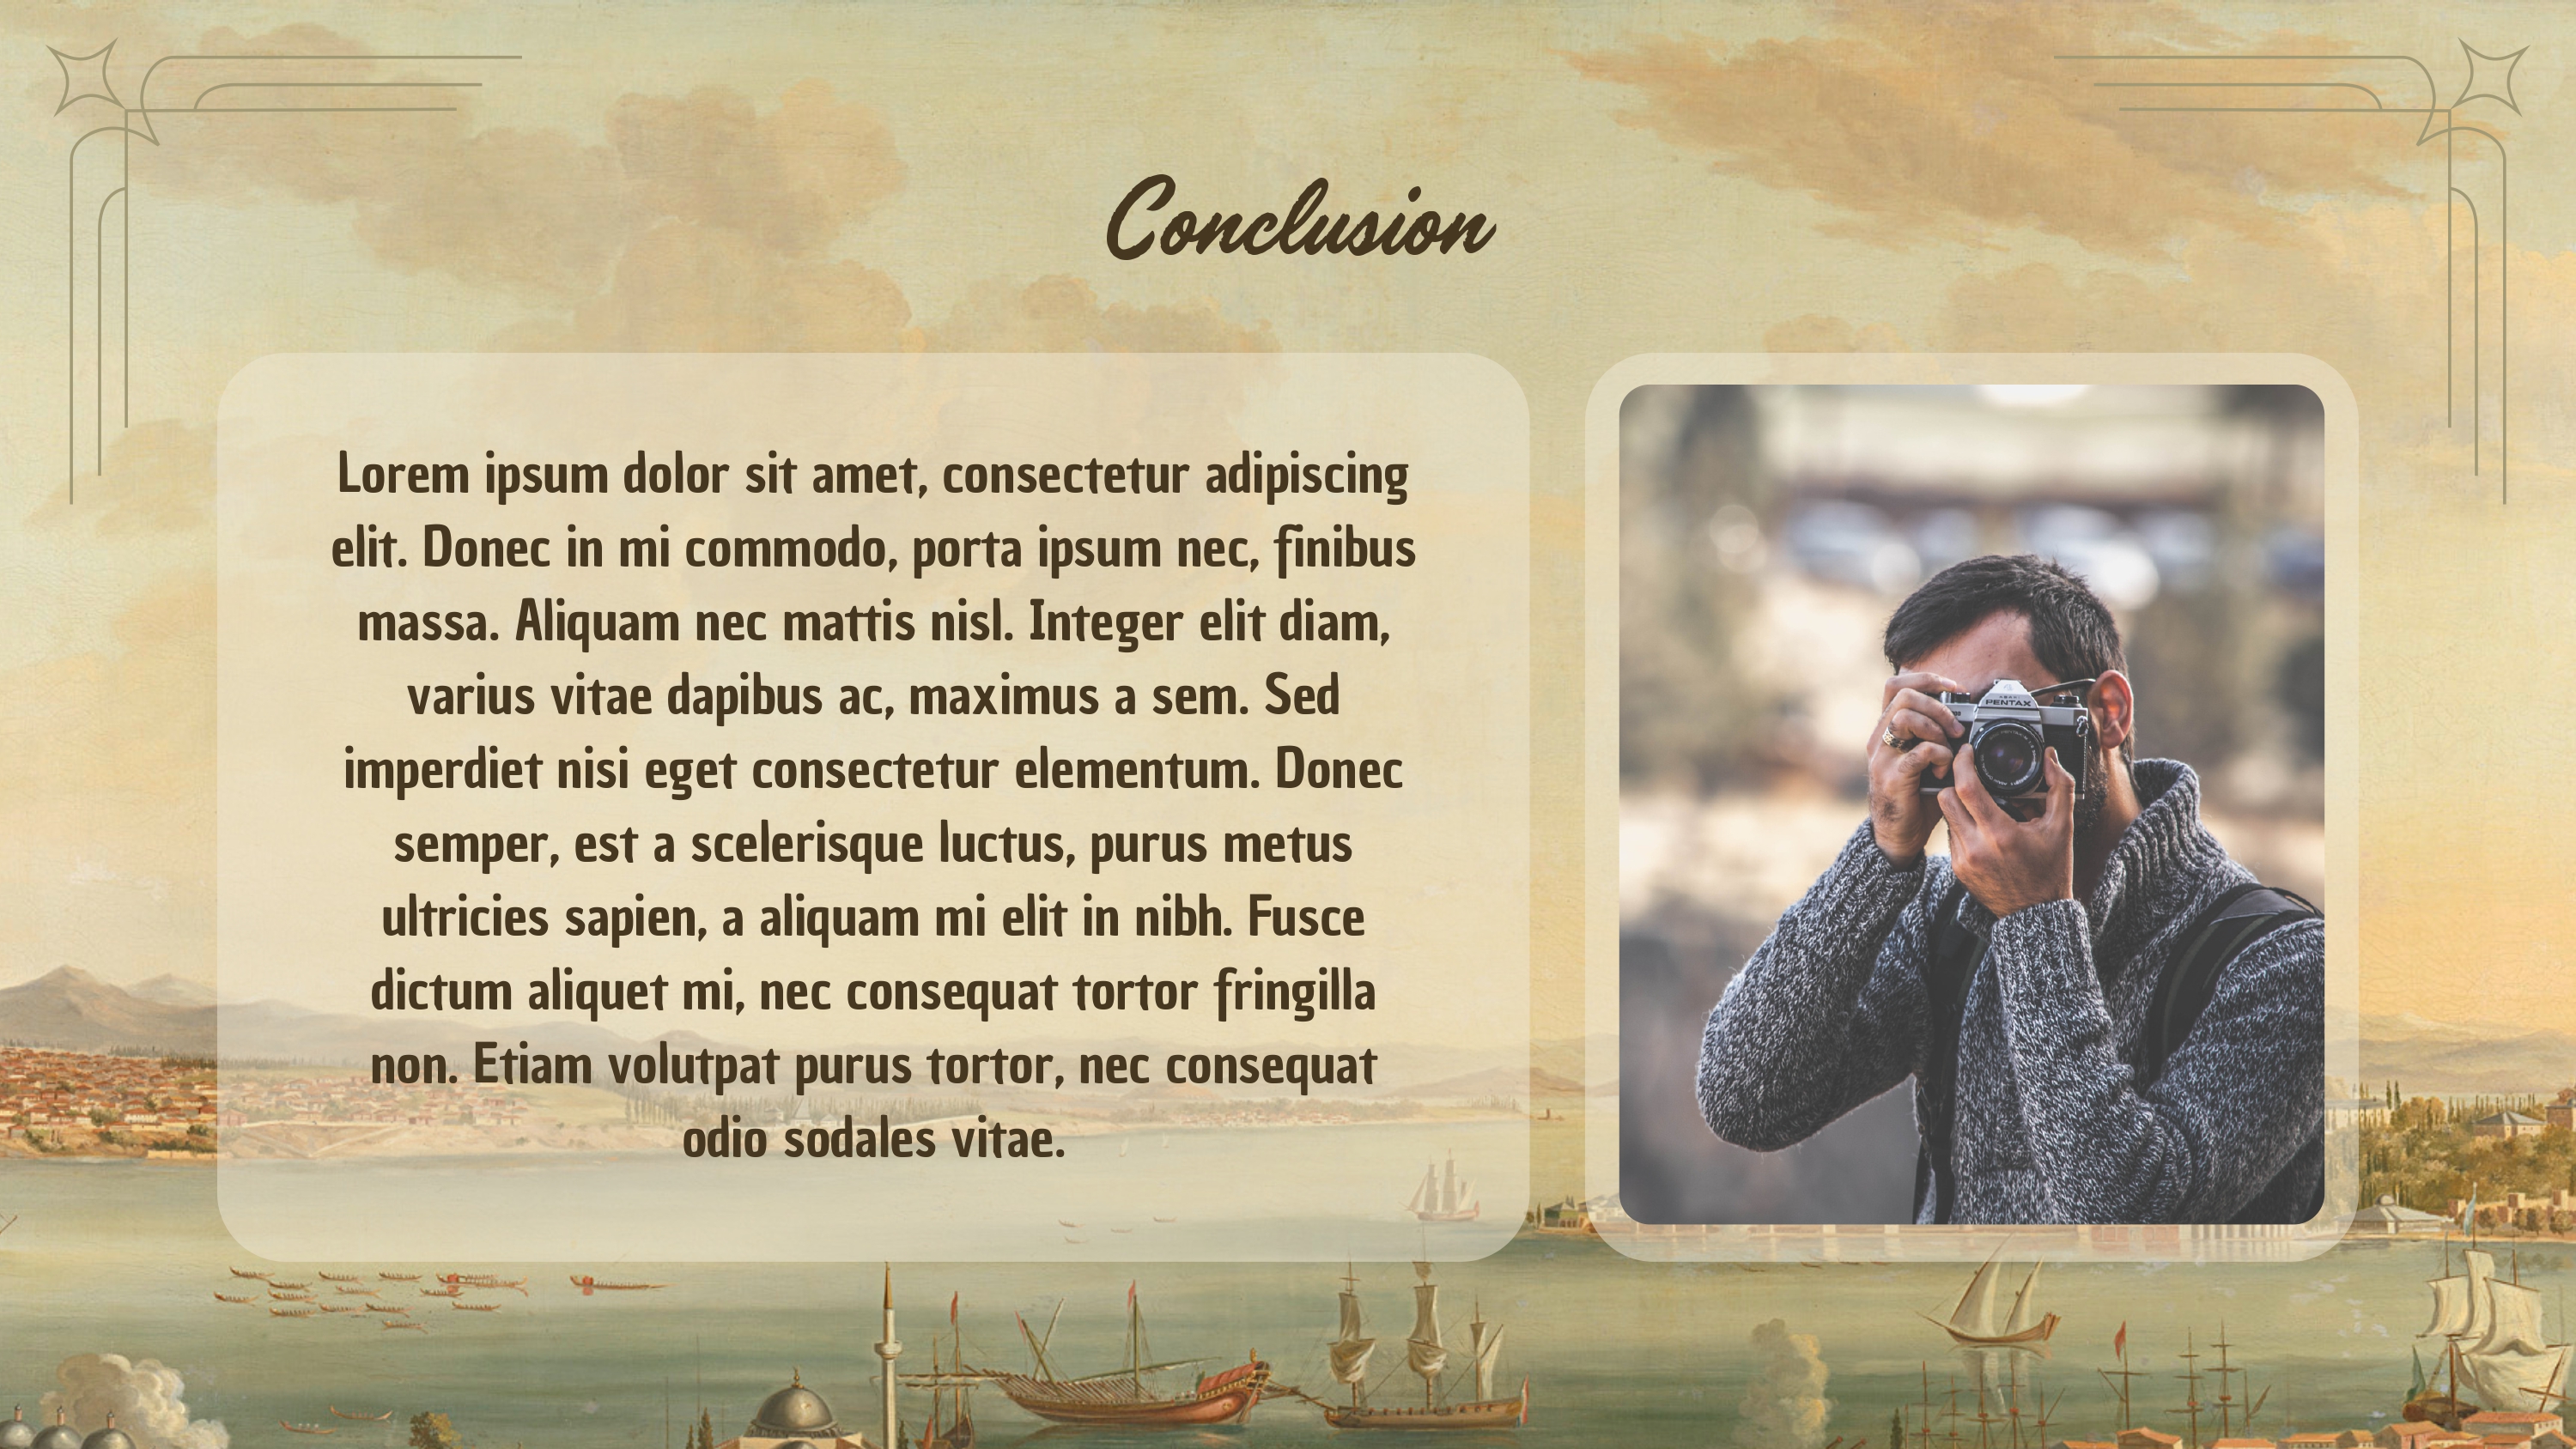 Conclusion
Lorem ipsum dolor sit amet, consectetur adipiscing
elit. Donec in mi commodo, porta ipsum nec, finibus
massa. Aliquam nec mattis nisl. Integer elit diam,
varius vitae dapibus ac, maximus a sem. Sed
imperdiet nisi eget consectetur elementum. Donec
semper, est a scelerisque luctus, purus metus
ultricies sapien, a aliquam mi elit in nibh. Fusce
dictum aliquet mi, nec consequat tortor fringilla
non. Etiam volutpat purus tortor, nec consequat
odio sodales vitae.
PENTAX